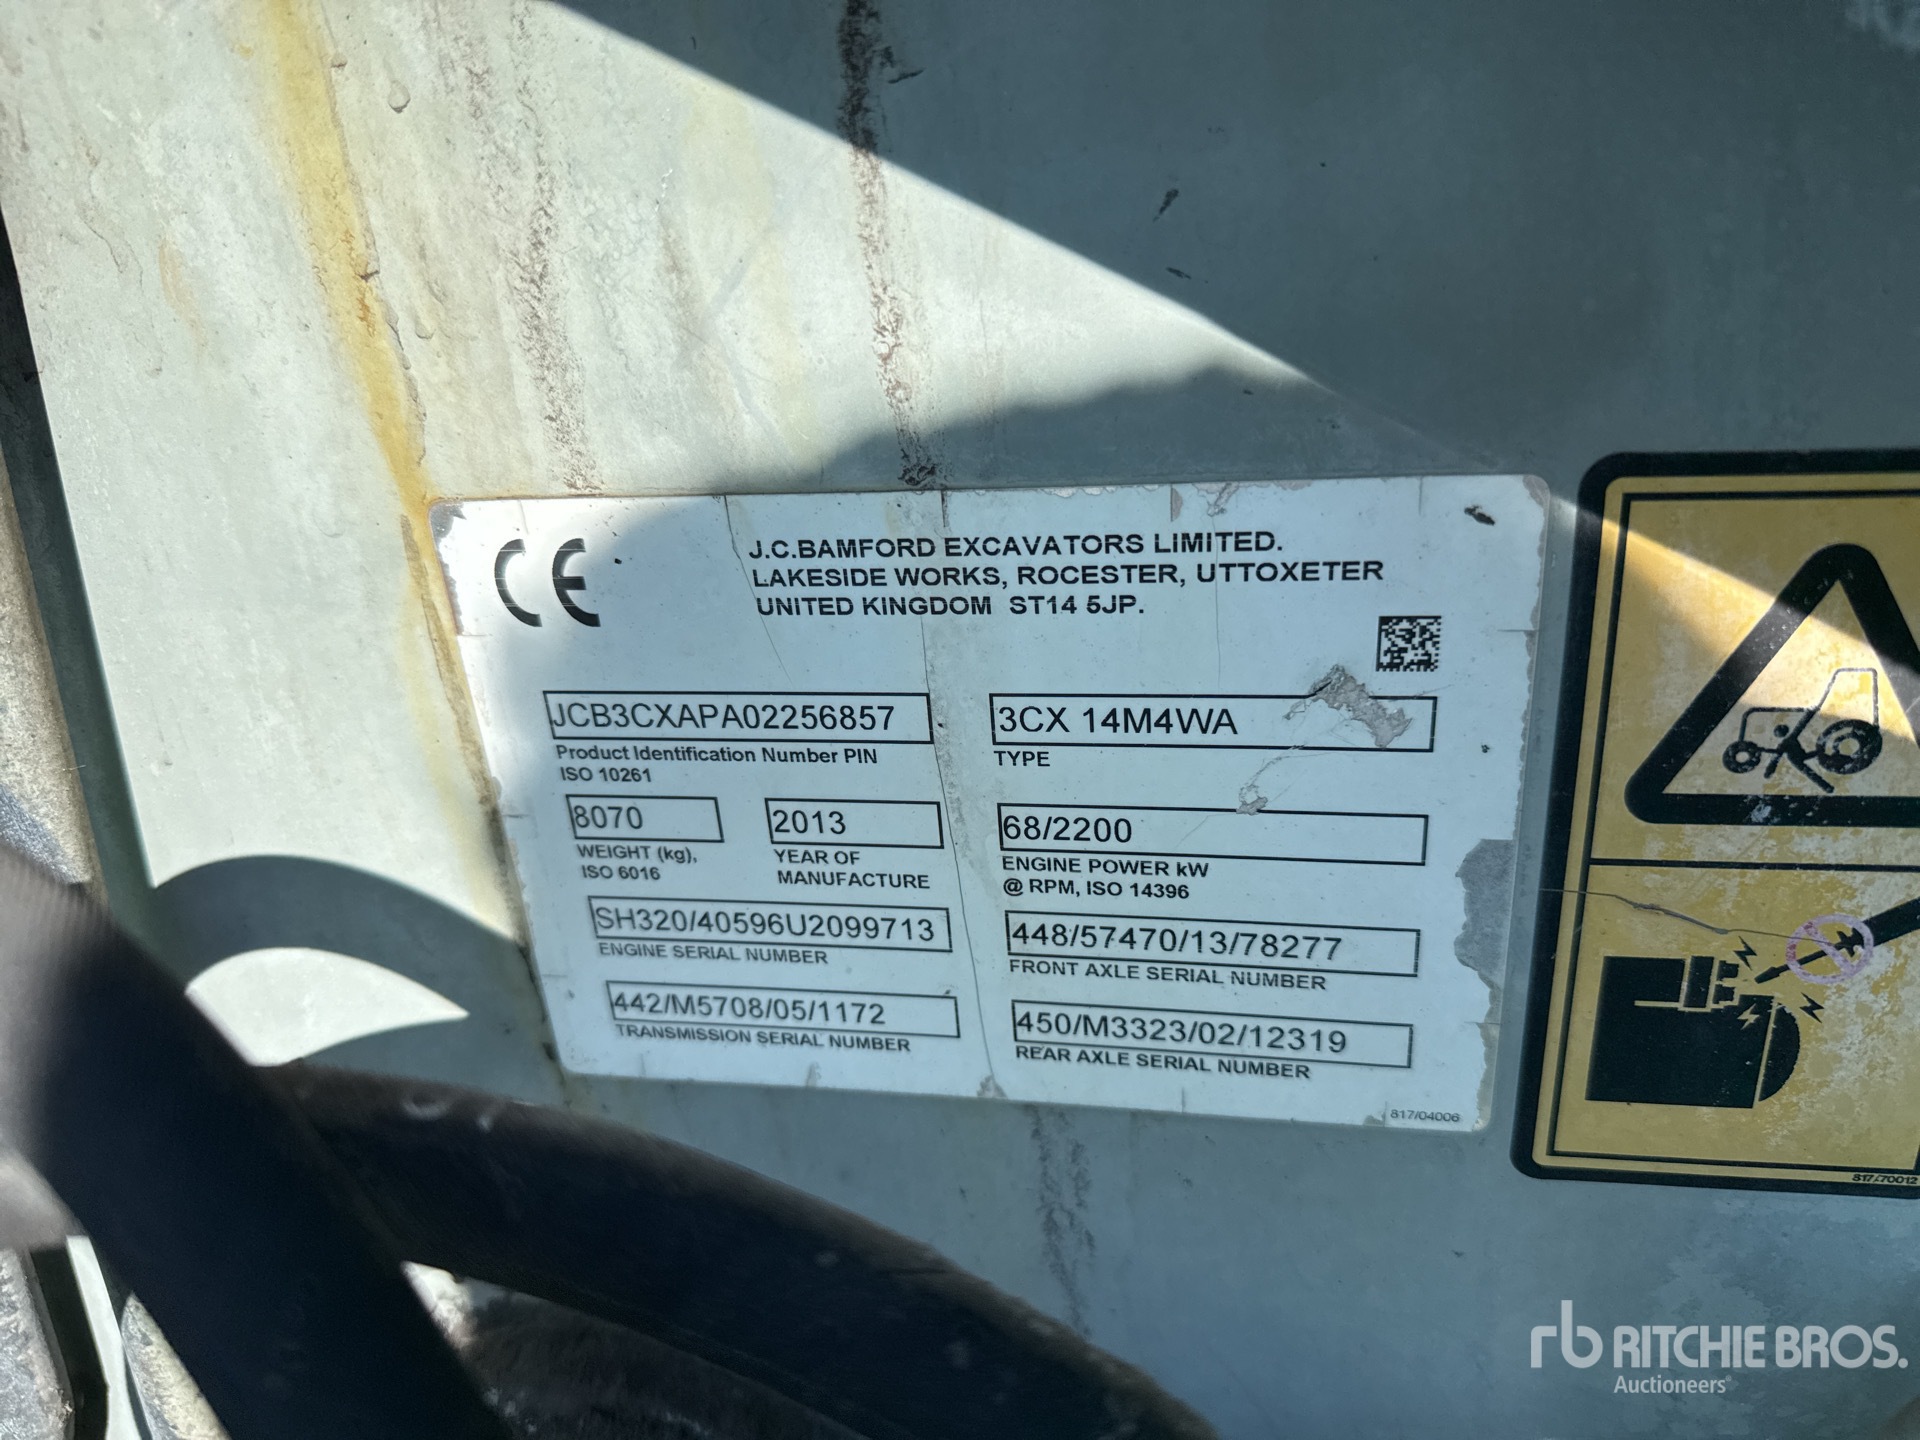 CE
J.C.BAMFORD EXCAVATORS LIMITED.
LAKESIDE WORKS, ROCESTER, UTTOXETER
UNITED KINGDOM ST14 5JP.
JCB3CXAPA02256857
Product Identification Number PIN
ISO 10261
3CX 14M4WA
TYPE
8070
WEIGHT (kg),
ISO 6016
2013
YEAR OF
MANUFACTURE
68/2200
ENGINE POWER kW
@ RPM, ISO 14396
SH320/40596U2099713
ENGINE SERIAL NUMBER
448/57470/13/78277
FRONT AXLE SERIAL NUMBER
442/M5708/05/1172
TRANSMISSION SERIAL NUMBER
450/M3323/02/12319
REAR AXLE SERIAL NUMBER
817/04006
817/70012
rb RITCHIE BROS.
Auctioneers